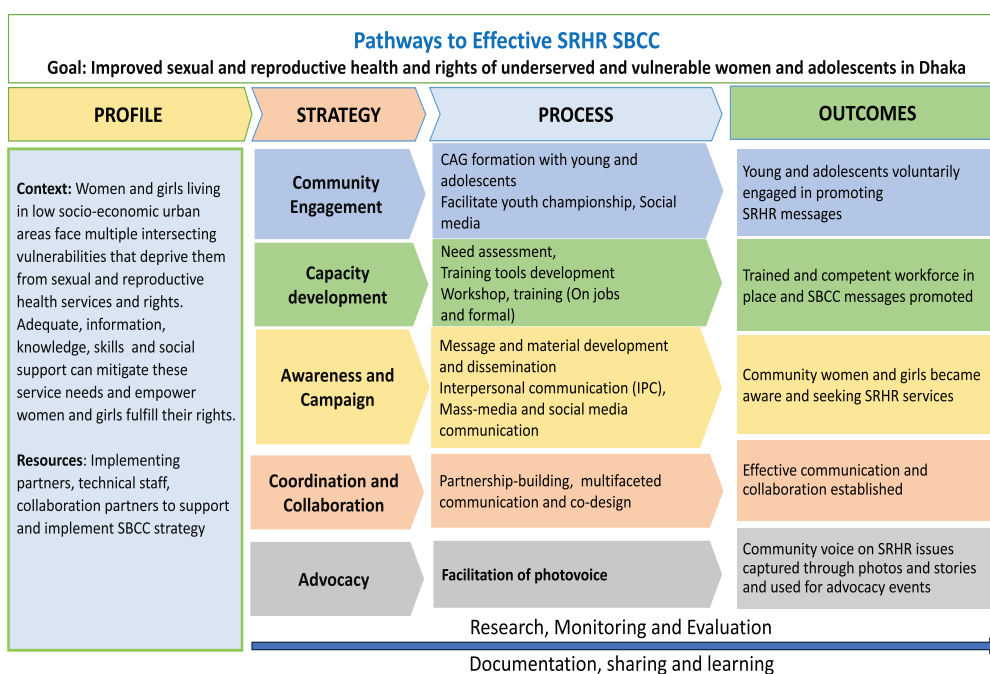 Pathways to Effective SRHR SBCC
Goal: Improved sexual and reproductive health and rights of underserved and vulnerable women and adolescents in Dhaka
PROFILE
STRATEGY
PROCESS
OUTCOMES
Context: Women and girls living
in low socio-economic urban
areas face multiple intersecting
vulnerabilities that deprive them
from sexual and reproductive
health services and rights.
Adequate, information,
knowledge, skills and social
support can mitigate these
service needs and empower
women and girls fulfill their rights.
Resources: Implementing
partners, technical staff,
collaboration partners to support
and implement SBCC strategy
Community
Engagement
CAG formation with young and
adolescents
Facilitate youth championship, Social
media
Young and adolescents voluntarily
engaged in promoting
SRHR messages
Capacity
development
Need assessment,
Training tools development
Workshop, training (On jobs
and formal)
Trained and competent workforce in
place and SBCC messages promoted
Awareness and
Campaign
Message and material development
and dissemination
Interpersonal communication (IPC),
Mass-media and social media
communication
Community women and girls became
aware and seeking SRHR services
Coordination and
Collaboration
Partnership-building, multifaceted
communication and co-design
Effective communication and
collaboration established
Advocacy
Facilitation of photovoice
Community voice on SRHR issues
captured through photos and stories
and used for advocacy events
Research, Monitoring and Evaluation
Documentation, sharing and learning